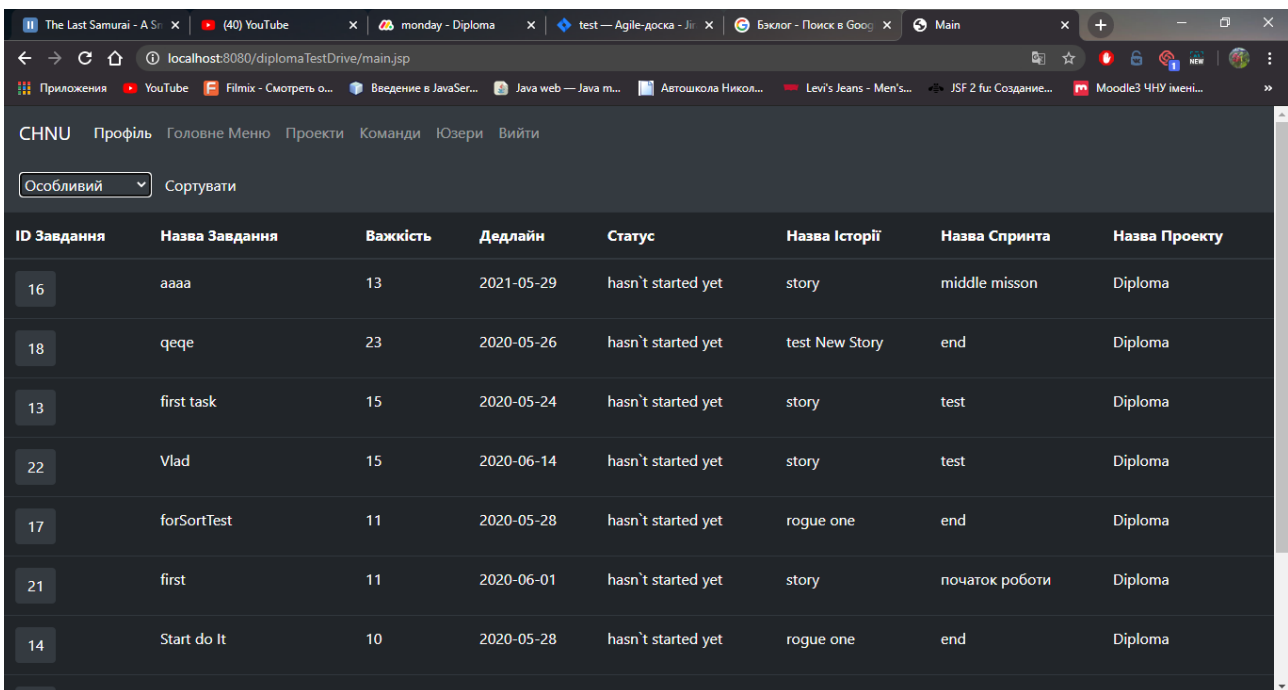 The Last Samurai - A Sm (40) YouTube monday - Diploma test — Agile-доска - Jir Бэклог - Поиск в Goog Main
localhost:8080/diplomaTestDrive/main.jsp
Приложения YouTube Filmix - Смотреть о... Введение в JavaSer... Java web — Java m... Автошкола Никол... Levi's Jeans - Men's... JSF 2 fu: Создание... Moodle3 ЧНУ імені... »
CHNU Профіль Головне Меню Проекти Команди Юзери Вийти
Особливий Сортувати
ID Завдання Назва Завдання Важкість Дедлайн Статус Назва Історії Назва Спринта Назва Проекту
16 aaaa 13 2021-05-29 hasn`t started yet story middle misson Diploma
18 qeqe 23 2020-05-26 hasn`t started yet test New Story end Diploma
13 first task 15 2020-05-24 hasn`t started yet story test Diploma
22 Vlad 15 2020-06-14 hasn`t started yet story test Diploma
17 forSortTest 11 2020-05-28 hasn`t started yet rogue one end Diploma
21 first 11 2020-06-01 hasn`t started yet story початок роботи Diploma
14 Start do It 10 2020-05-28 hasn`t started yet rogue one end Diploma